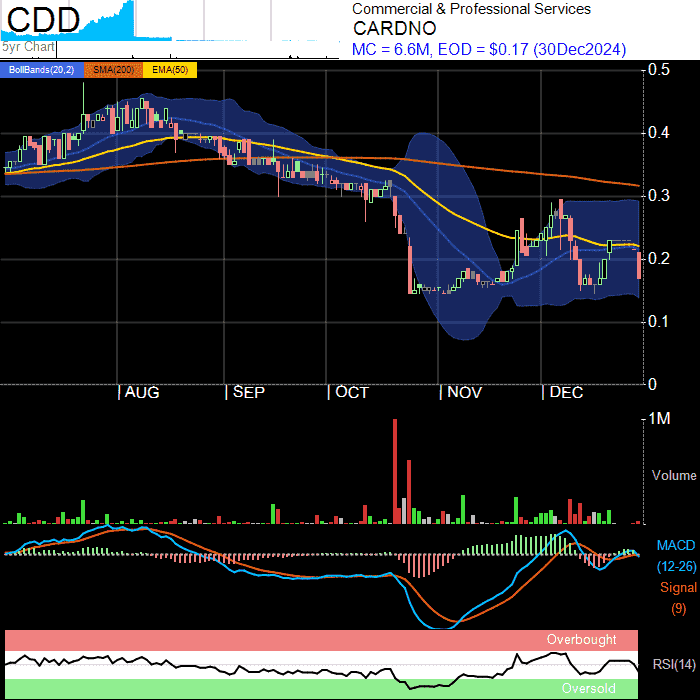 CDD
5yr Chart
Commercial & Professional Services
CARDNO
MC = 6.6M, EOD = $0.17 (30Dec2024)
BollBands(20,2) SMA(200) EMA(50)
0.5
0.4
0.3
0.2
0.1
0
AUG SEP OCT NOV DEC
1M
Volume
MACD
(12-26)
Signal
(9)
Overbought
RSI(14)
Oversold